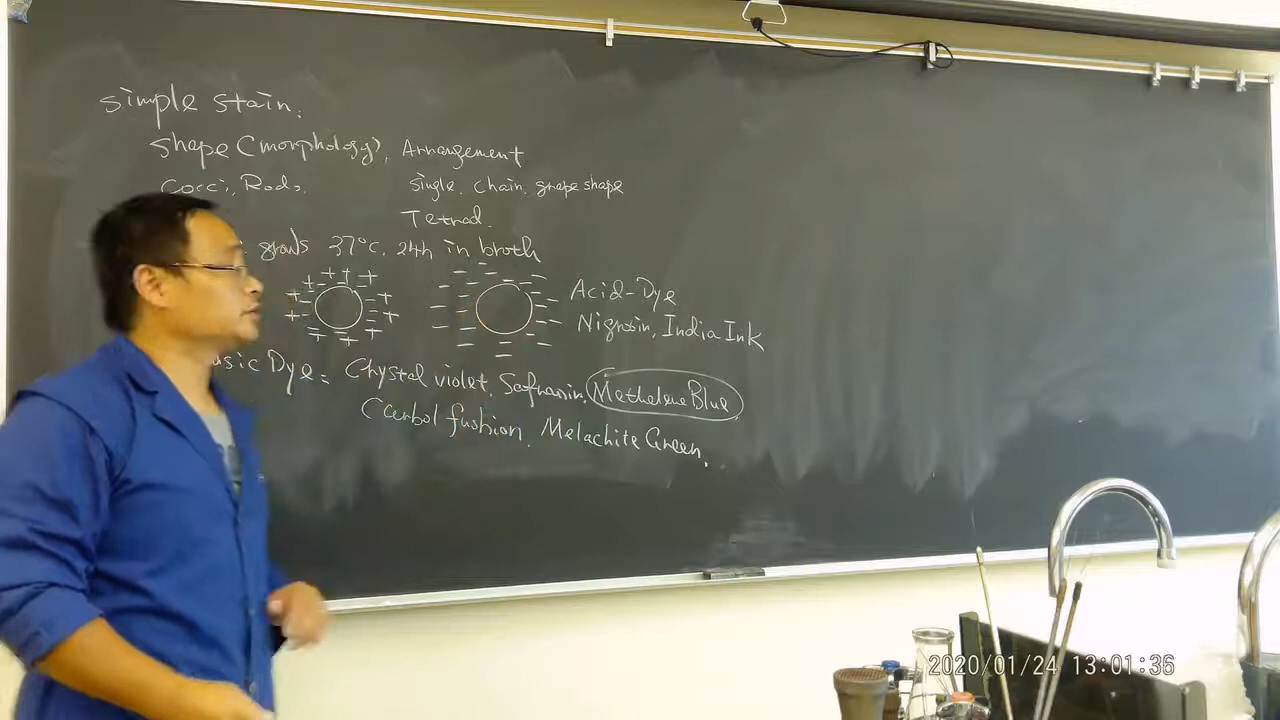 simple stain.
shape (morphology), Arrangement
Cocci, Rods. single. chain. grape shape
Tetrad.
grows 37°C. 24h in broth
Acid-Dye
Nigrosin, India Ink
Dye: Chystal violet. Safranin. Methelene Blue
Carbol fushion. Melachite Green.
2020/01/24 13:01:36